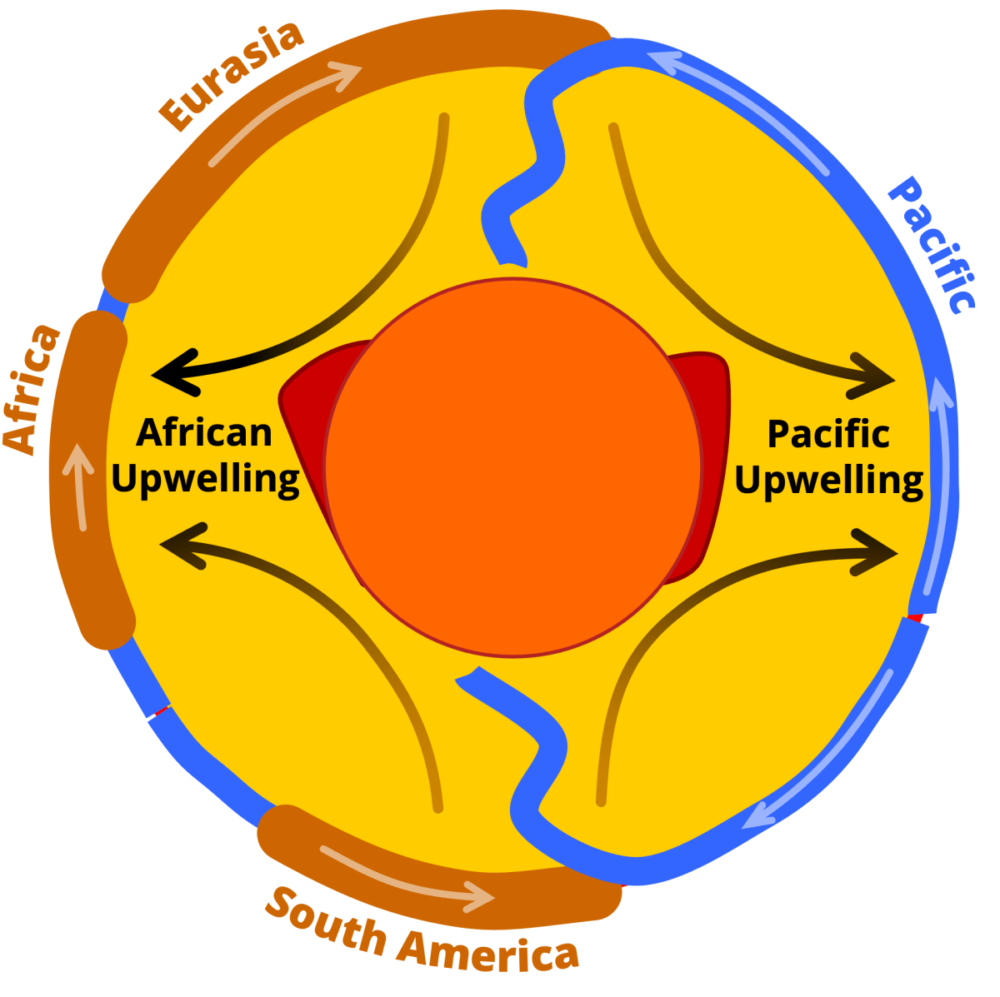 Eurasia
Pacific
Africa
African
Upwelling
Pacific
Upwelling
South America